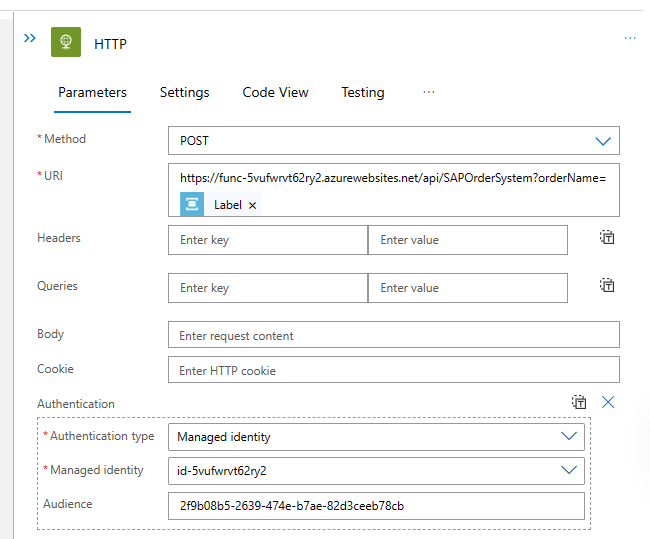 HTTP
Parameters Settings Code View Testing
* Method POST
* URI https://func-5vufwrvt62ry2.azurewebsites.net/api/SAPOrderSystem?orderName=
Label ×
Headers Enter key Enter value
Queries Enter key Enter value
Body Enter request content
Cookie Enter HTTP cookie
Authentication
* Authentication type Managed identity
* Managed identity id-5vufwrvt62ry2
Audience 2f9b08b5-2639-474e-b7ae-82d3ceeb78cb